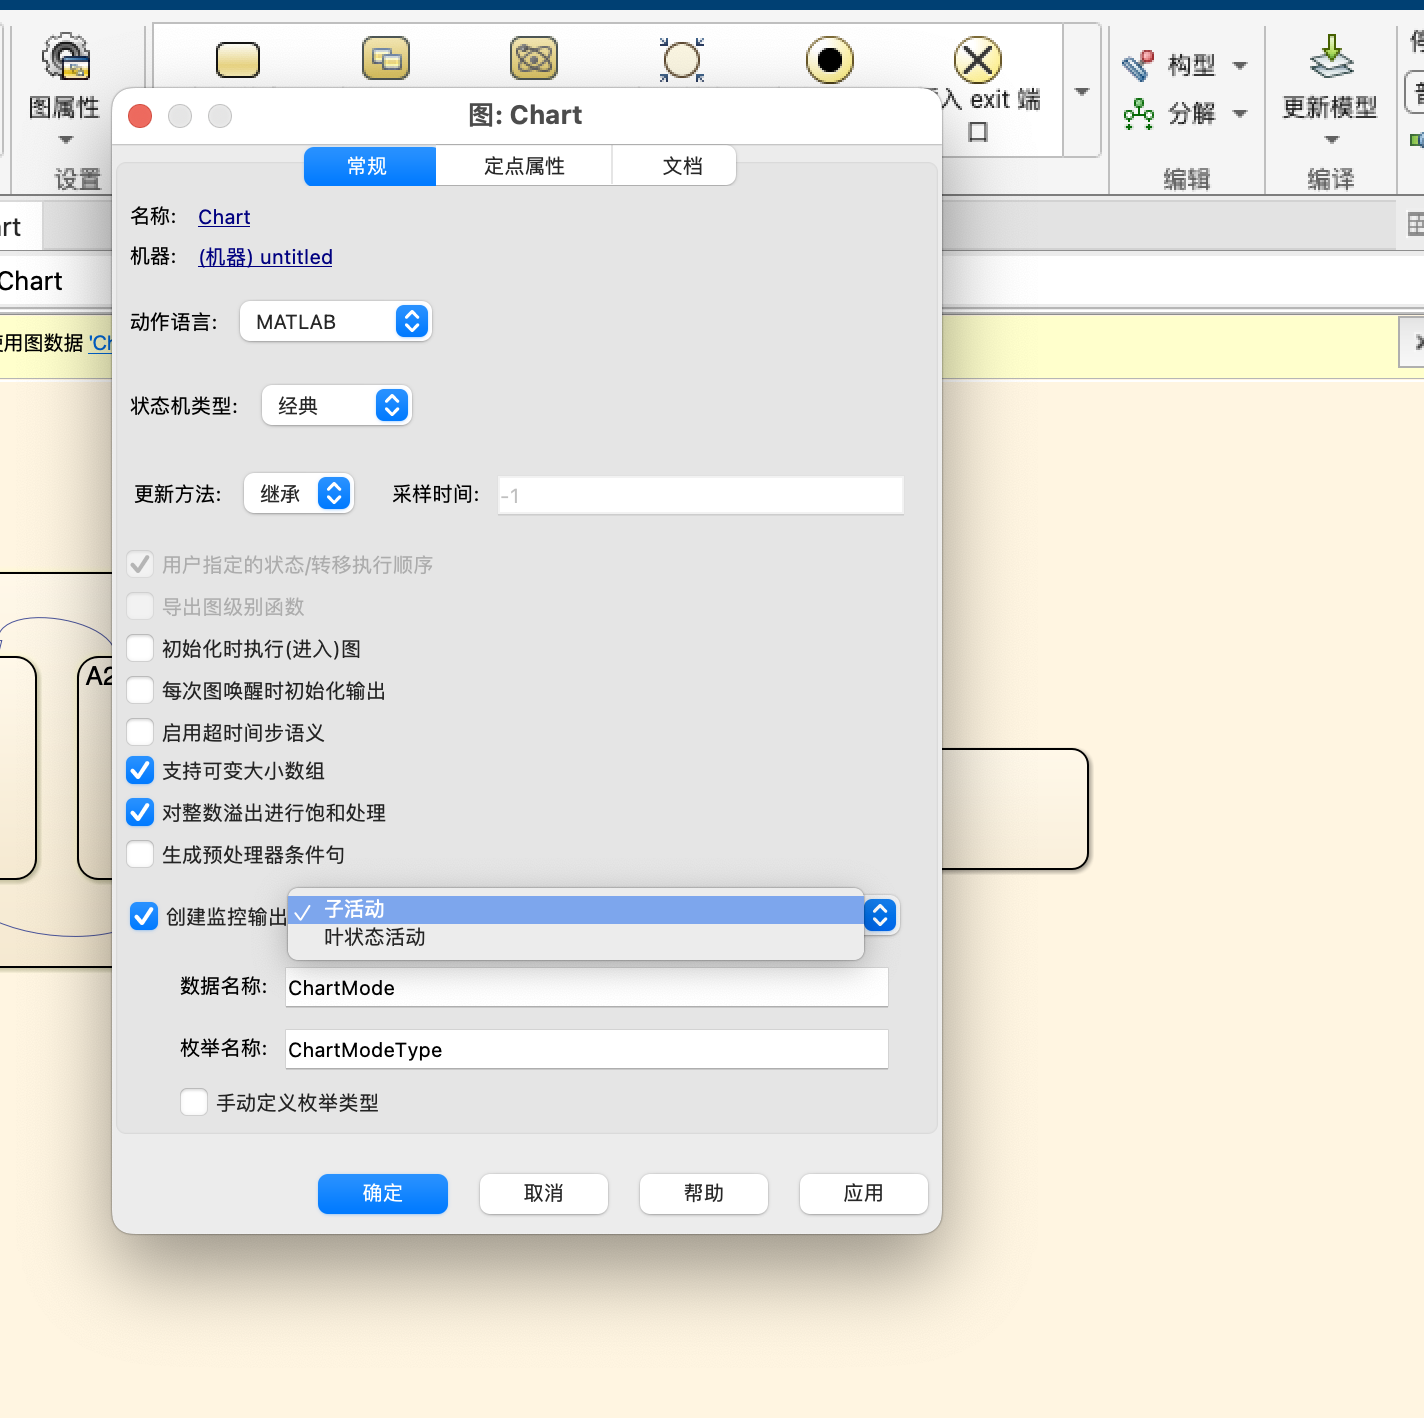 图属性
设置
入 exit 端
口
构型
分解
编辑
更新模型
编译
rt
Chart
使用图数据 'Ch
A2
图: Chart
常规
定点属性
文档
名称: Chart
机器: (机器) untitled
动作语言: MATLAB
状态机类型: 经典
更新方法: 继承 采样时间: -1
用户指定的状态/转移执行顺序
导出图级别函数
初始化时执行(进入)图
每次图唤醒时初始化输出
启用超时间步语义
支持可变大小数组
对整数溢出进行饱和处理
生成预处理器条件句
创建监控输出
子活动
叶状态活动
数据名称: ChartMode
枚举名称: ChartModeType
手动定义枚举类型
确定
取消
帮助
应用